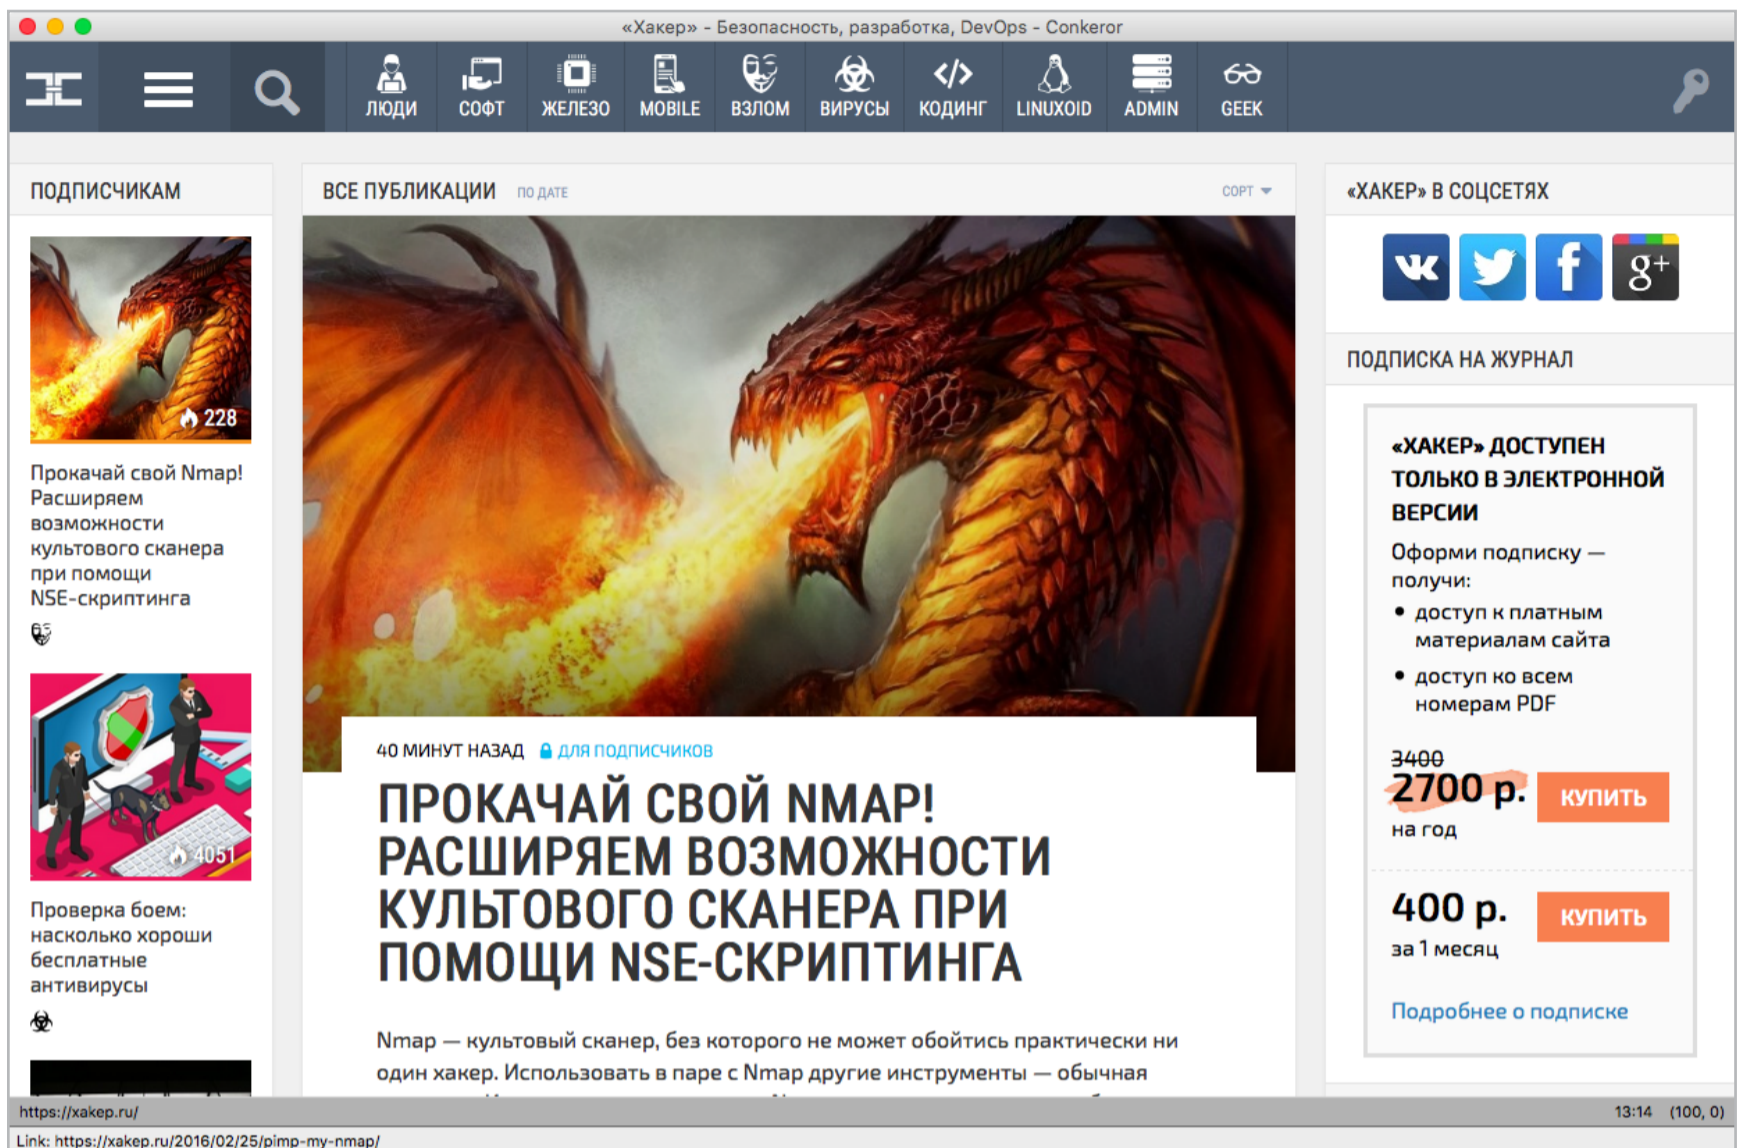 «Хакер» - Безопасность, разработка, DevOps - Conkeror
ЛЮДИ
СОФТ
ЖЕЛЕЗО
MOBILE
ВЗЛОМ
ВИРУСЫ
КОДИНГ
LINUXOID
ADMIN
GEEK
ПОДПИСЧИКАМ
228
Прокачай свой Nmap!
Расширяем
возможности
культового сканера
при помощи
NSE-скриптинга
4051
Проверка боем:
насколько хороши
бесплатные
антивирусы
ВСЕ ПУБЛИКАЦИИ ПО ДАТЕ
СОРТ
40 МИНУТ НАЗАД ДЛЯ ПОДПИСЧИКОВ
ПРОКАЧАЙ СВОЙ NMAP!
РАСШИРЯЕМ ВОЗМОЖНОСТИ
КУЛЬТОВОГО СКАНЕРА ПРИ
ПОМОЩИ NSE-СКРИПТИНГА
Nmap — культовый сканер, без которого не может обойтись практически ни
один хакер. Использовать в паре с Nmap другие инструменты — обычная
«ХАКЕР» В СОЦСЕТЯХ
ПОДПИСКА НА ЖУРНАЛ
«ХАКЕР» ДОСТУПЕН
ТОЛЬКО В ЭЛЕКТРОННОЙ
ВЕРСИИ
Оформи подписку —
получи:
• доступ к платным
материалам сайта
• доступ ко всем
номерам PDF
3400
2700 р.
на год
КУПИТЬ
400 р.
за 1 месяц
КУПИТЬ
Подробнее о подписке
https://xakep.ru/
13:14 (100, 0)
Link: https://xakep.ru/2016/02/25/pimp-my-nmap/